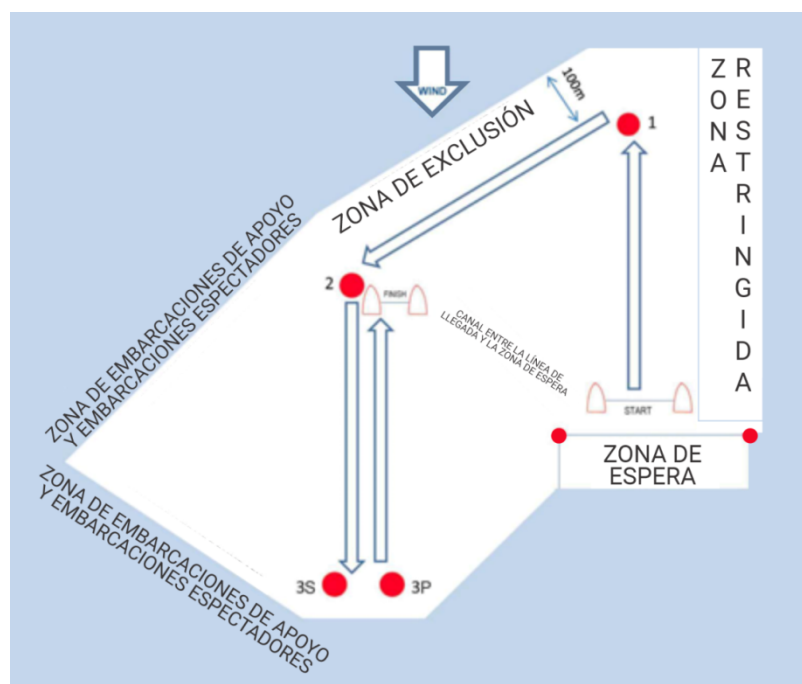 WIND
100m
1
ZONA DE EXCLUSIÓN
ZONA
RESTRINGIDA
ZONA DE EMBARCACIONES DE APOYO
Y EMBARCACIONES ESPECTADORES
2
FINISH
CANAL ENTRE LA LÍNEA DE
LLEGADA Y LA ZONA DE ESPERA
START
ZONA DE
ESPERA
ZONA DE EMBARCACIONES DE APOYO
Y EMBARCACIONES ESPECTADORES
3S
3P